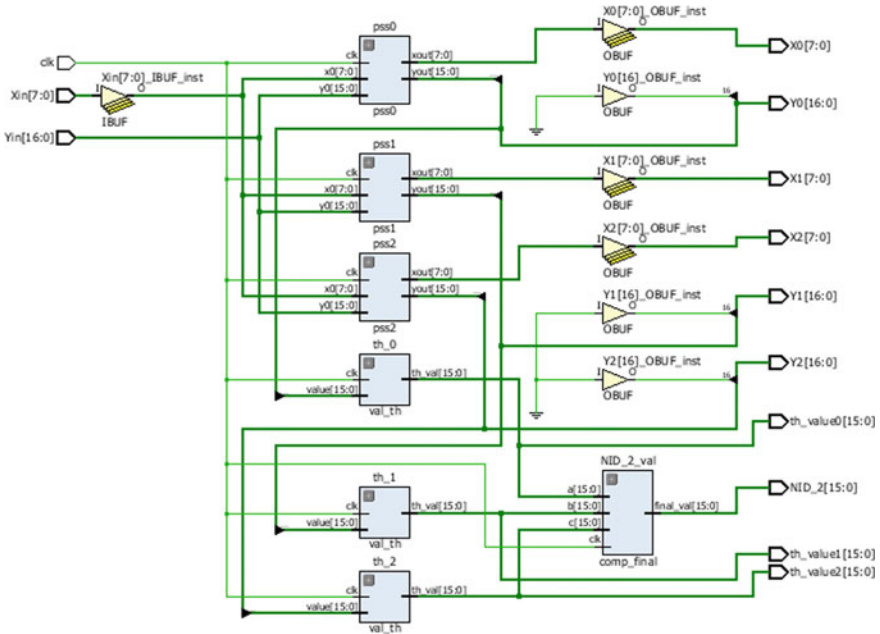 pss0
clk
x0[7:0]
y0[15:0]
xout[7:0]
yout[15:0]
pss0
X0[7:0]_OBUF_inst
I
O
OBUF
X0[7:0]
clk
Xin[7:0]
Xin[7:0]_IBUF_inst
I
O
IBUF
Yin[16:0]
Y0[16]_OBUF_inst
I
O
16
OBUF
Y0[16:0]
pss1
clk
x0[7:0]
y0[15:0]
xout[7:0]
yout[15:0]
pss1
X1[7:0]_OBUF_inst
I
O
OBUF
X1[7:0]
pss2
clk
x0[7:0]
y0[15:0]
xout[7:0]
yout[15:0]
pss2
X2[7:0]_OBUF_inst
I
O
OBUF
X2[7:0]
Y1[16]_OBUF_inst
I
O
16
OBUF
Y1[16:0]
th_0
clk
value[15:0]
th_val[15:0]
val_th
Y2[16]_OBUF_inst
I
O
16
OBUF
Y2[16:0]
th_value0[15:0]
th_1
clk
value[15:0]
th_val[15:0]
val_th
NID_2_val
a[15:0]
b[15:0]
c[15:0]
clk
final_val[15:0]
comp_final
NID_2[15:0]
th_value1[15:0]
th_value2[15:0]
th_2
clk
value[15:0]
th_val[15:0]
val_th